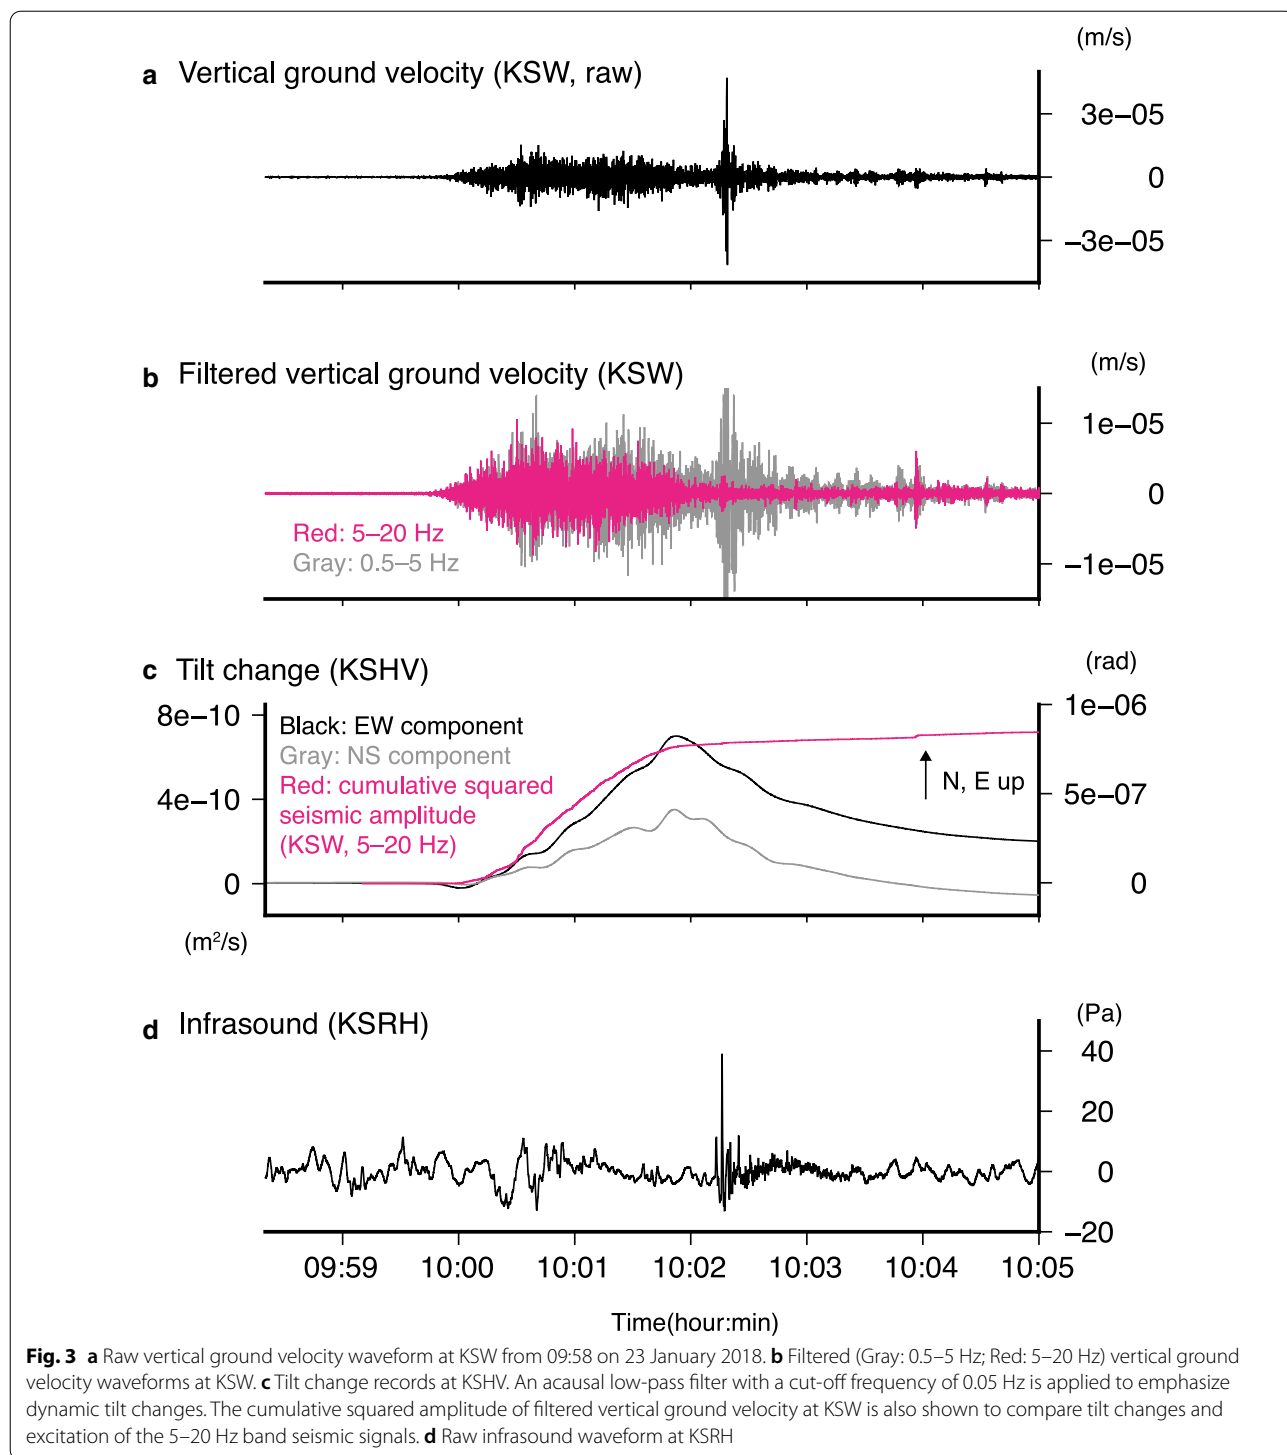 (m/s)
a Vertical ground velocity (KSW, raw)
3e−05
0
−3e−05
(m/s)
b Filtered vertical ground velocity (KSW)
1e−05
0
Red: 5–20 Hz
Gray: 0.5–5 Hz
−1e−05
c Tilt change (KSHV)
(rad)
8e−10
1e−06
Black: EW component
Gray: NS component
Red: cumulative squared
seismic amplitude
(KSW, 5–20 Hz)
N, E up
4e−10
5e−07
0
0
(m²/s)
d Infrasound (KSRH)
(Pa)
40
20
0
−20
09:59 10:00 10:01 10:02 10:03 10:04 10:05
Time(hour:min)
Fig. 3 a Raw vertical ground velocity waveform at KSW from 09:58 on 23 January 2018. b Filtered (Gray: 0.5–5 Hz; Red: 5–20 Hz) vertical ground
velocity waveforms at KSW. c Tilt change records at KSHV. An acausal low-pass filter with a cut-off frequency of 0.05 Hz is applied to emphasize
dynamic tilt changes. The cumulative squared amplitude of filtered vertical ground velocity at KSW is also shown to compare tilt changes and
excitation of the 5–20 Hz band seismic signals. d Raw infrasound waveform at KSRH